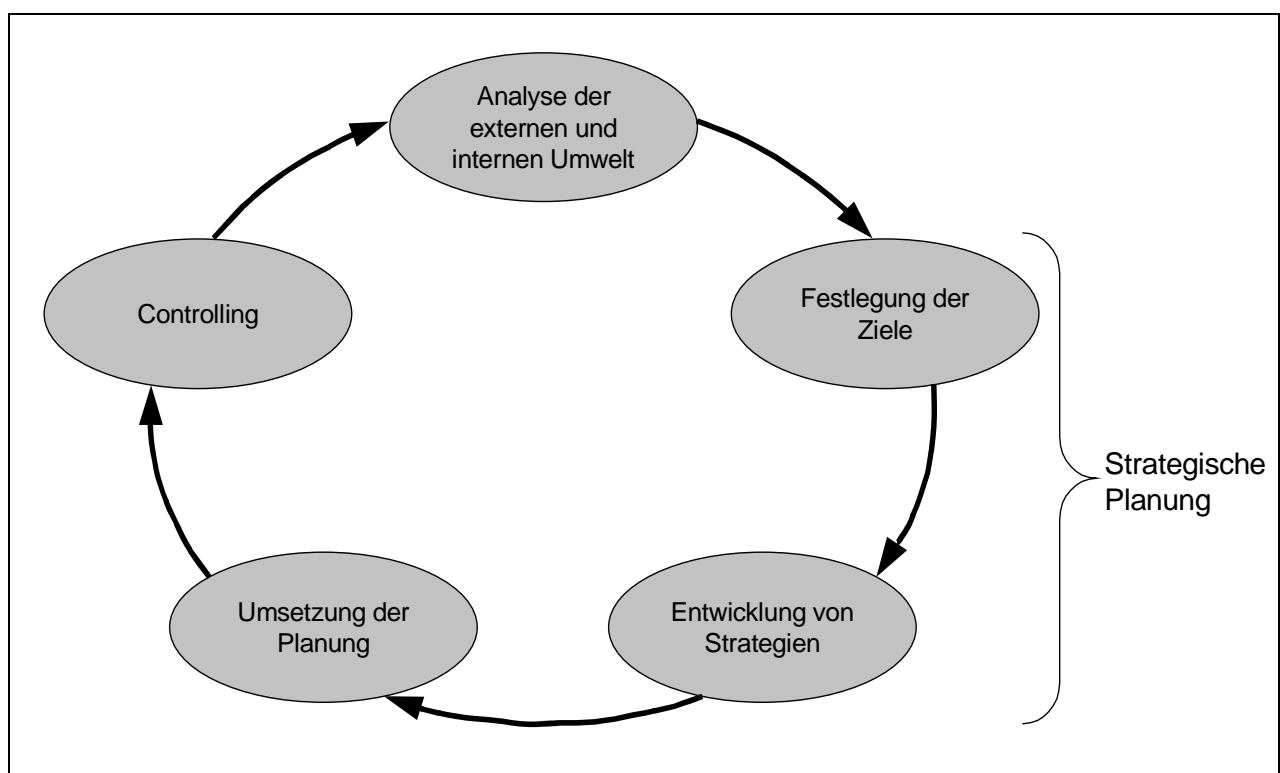 Analyse der
externen und
internen Umwelt
Festlegung der
Ziele
Strategische
Planung
Entwicklung von
Strategien
Umsetzung der
Planung
Controlling